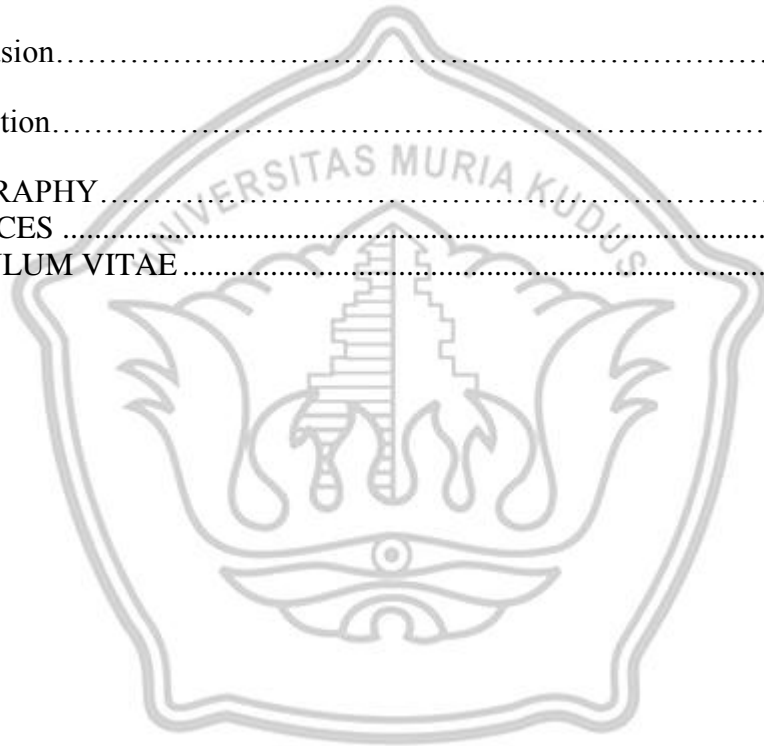 sion……………………………………………………………
tion……………………………………………………………
UNIVERSITAS MURIA KUDUS
RAPHY……………………………………………………
CES ..........................................................................................
LUM VITAE ........................................................................